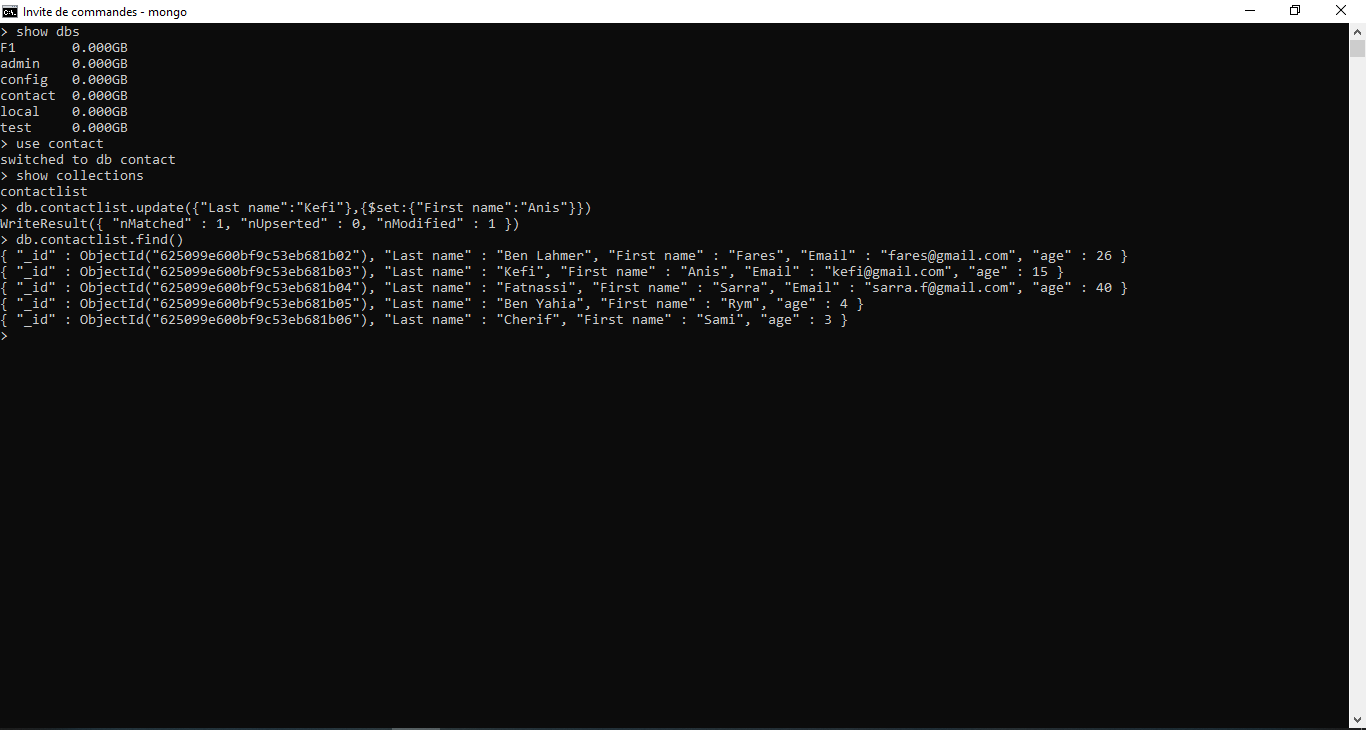 Invite de commandes - mongo
> show dbs
F1       0.000GB
admin    0.000GB
config   0.000GB
contact  0.000GB
local    0.000GB
test     0.000GB
> use contact
switched to db contact
> show collections
contactlist
> db.contactlist.update({"Last name":"Kefi"},{$set:{"First name":"Anis"}})
WriteResult({ "nMatched" : 1, "nUpserted" : 0, "nModified" : 1 })
> db.contactlist.find()
{ "_id" : ObjectId("625099e600bf9c53eb681b02"), "Last name" : "Ben Lahmer", "First name" : "Fares", "Email" : "fares@gmail.com", "age" : 26 }
{ "_id" : ObjectId("625099e600bf9c53eb681b03"), "Last name" : "Kefi", "First name" : "Anis", "Email" : "kefi@gmail.com", "age" : 15 }
{ "_id" : ObjectId("625099e600bf9c53eb681b04"), "Last name" : "Fatnassi", "First name" : "Sarra", "Email" : "sarra.f@gmail.com", "age" : 40 }
{ "_id" : ObjectId("625099e600bf9c53eb681b05"), "Last name" : "Ben Yahia", "First name" : "Rym", "age" : 4 }
{ "_id" : ObjectId("625099e600bf9c53eb681b06"), "Last name" : "Cherif", "First name" : "Sami", "age" : 3 }
>